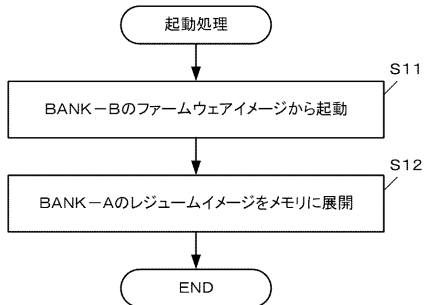 起動処理
S11
BANK－Bのファームウェアイメージから起動
S12
BANK－Aのレジュームイメージをメモリに展開
END